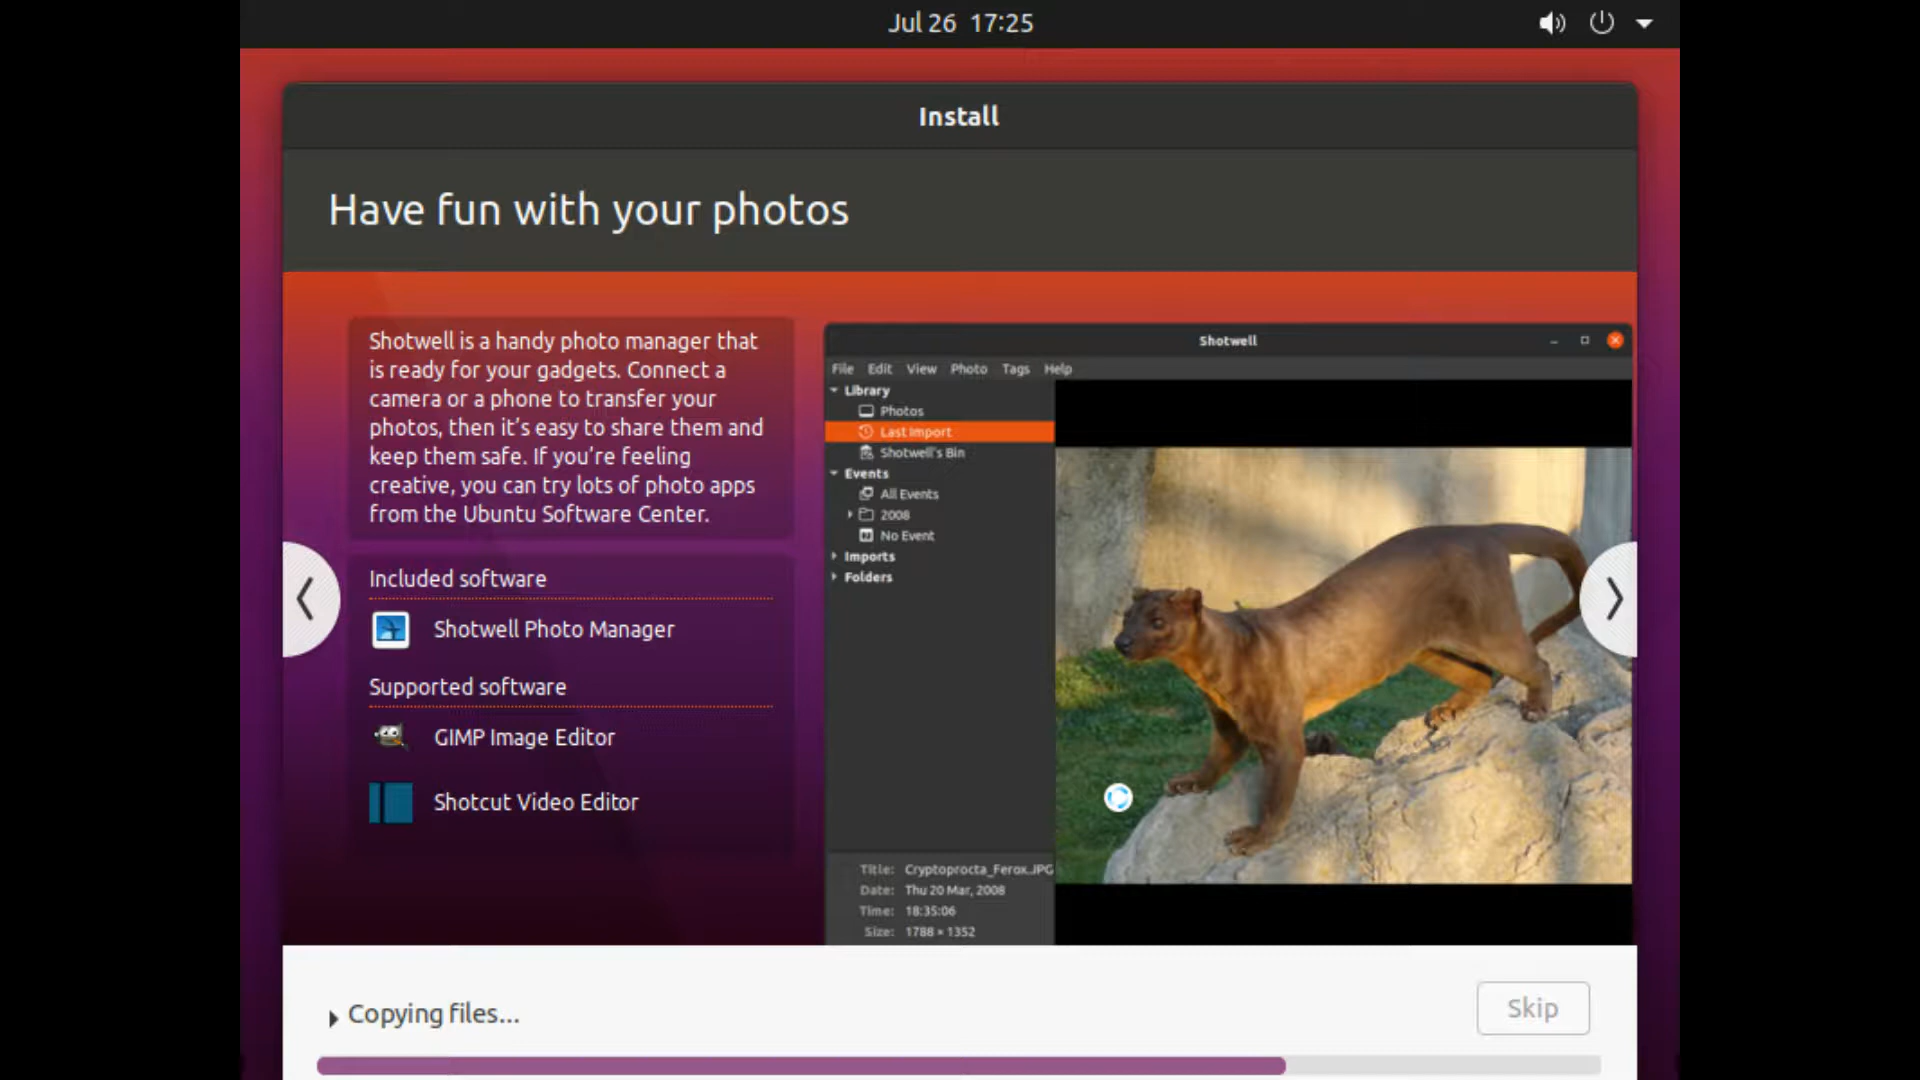 Jul 26 17:25
Install
Have fun with your photos
Shotwell is a handy photo manager that
is ready for your gadgets. Connect a
camera or a phone to transfer your
photos, then it’s easy to share them and
keep them safe. If you’re feeling
creative, you can try lots of photo apps
from the Ubuntu Software Center.
Included software
Shotwell Photo Manager
Supported software
GIMP Image Editor
Shotcut Video Editor
Shotwell
File Edit View Photo Tags Help
Library
Photos
Last Import
Shotwell's Bin
Events
All Events
2008
No Event
Imports
Folders
Title: Cryptoprocta_Ferox.JPG
Date: Thu 20 Mar, 2008
Time: 18:35:06
Size: 1788 × 1352
Copying files...
Skip